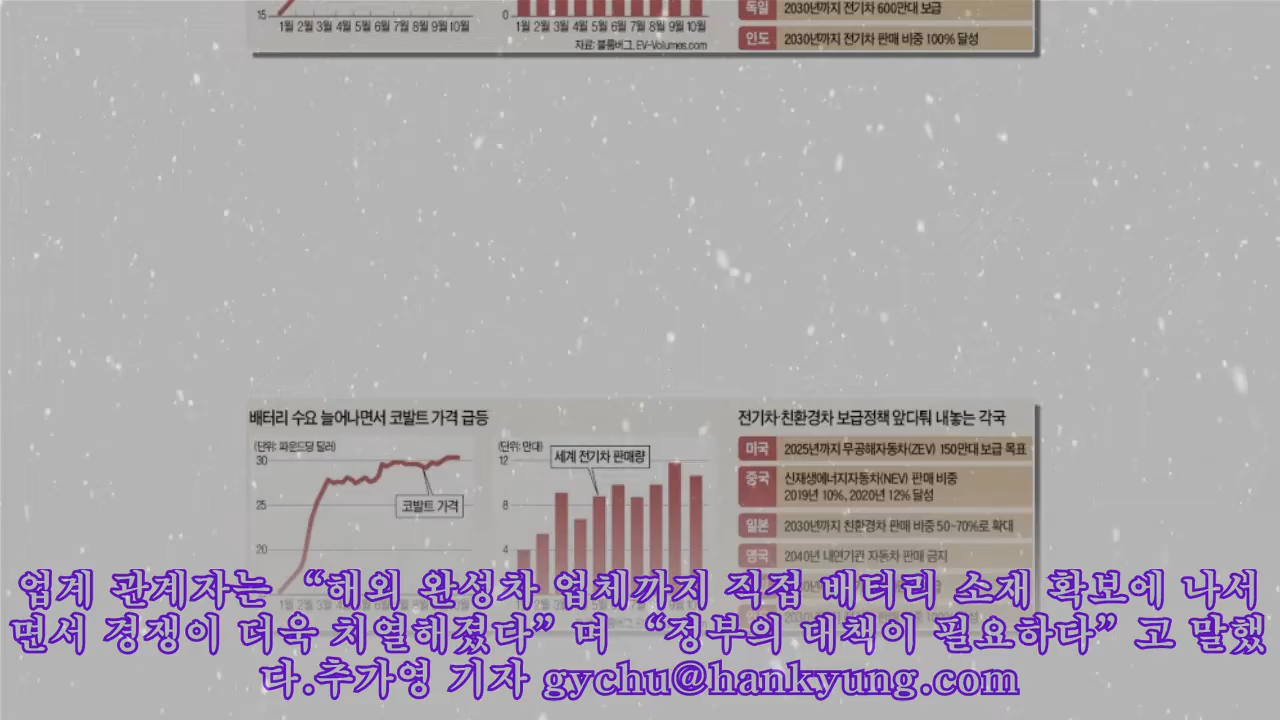 15
1월 2월 3월 4월 5월 6월 7월 8월 9월 10월
0
1월 2월 3월 4월 5월 6월 7월 8월 9월 10월
자료: 블룸버그, EV-Volumes.com
독일 2030년까지 전기차 600만대 보급
인도 2030년까지 전기차 판매 비중 100% 달성
배터리 수요 늘어나면서 코발트 가격 급등
(단위: 파운드당 달러)
30
25
20
코발트 가격
(단위: 만대)
12
8
4
세계 전기차 판매량
전기차·친환경차 보급정책 앞다퉈 내놓는 각국
미국 2025년까지 무공해자동차(ZEV) 150만대 보급 목표
중국 신재생에너지자동차(NEV) 판매 비중
2019년 10%, 2020년 12% 달성
일본 2030년까지 친환경차 판매 비중 50~70%로 확대
영국 2040년 내연기관 자동차 판매 금지
업계 관계자는 “해외 완성차 업체까지 직접 배터리 소재 확보에 나서
면서 경쟁이 더욱 치열해졌다”며 “정부의 대책이 필요하다”고 말했
다.추가영 기자 gychu@hankyung.com